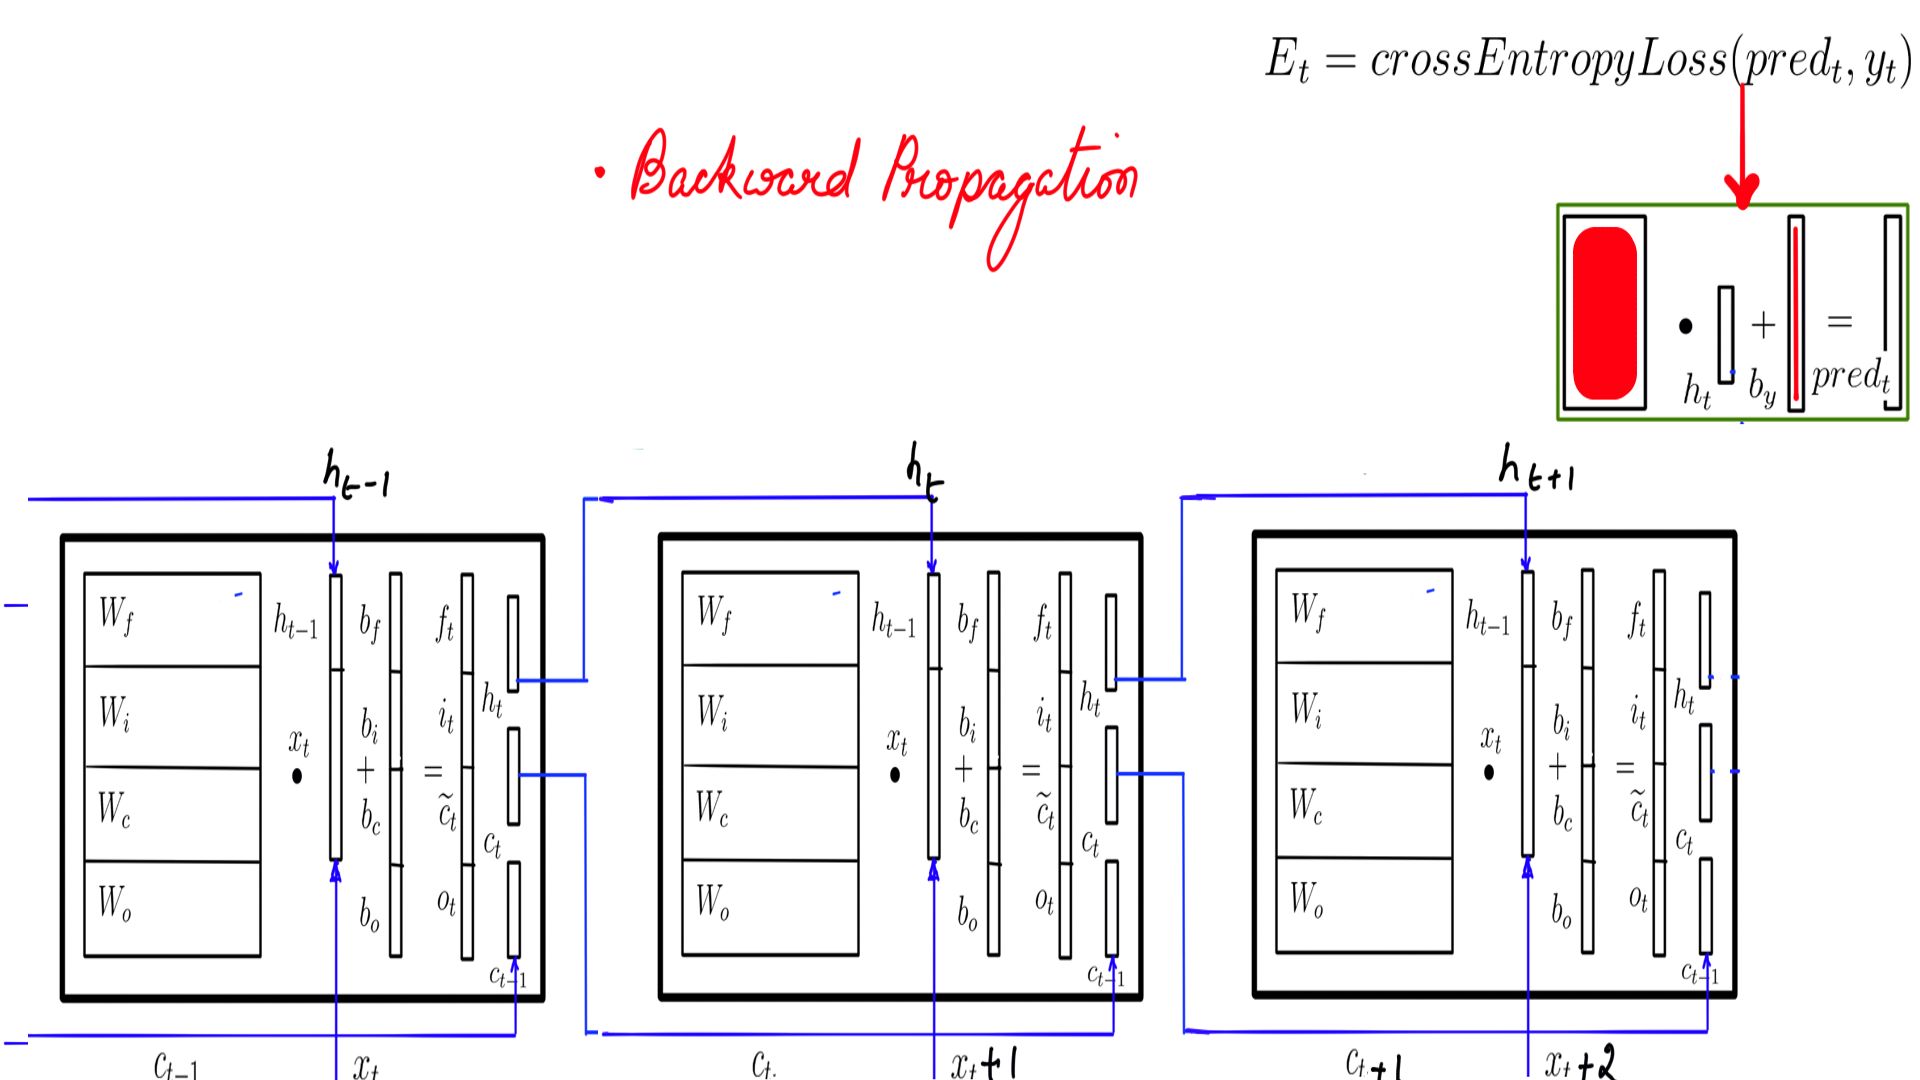 E_t = crossEntropyLoss(pred_t, y_t)
· Backward Propagation
• + =
h_t b_y pred_t
h_{t-1} h_t h_{t+1}
W_f h_{t-1} b_f f_t
W_i x_t b_i i_t h_t
• + =
W_c b_c c̃_t c_t
W_o b_o o_t
c_{t-1}
W_f h_{t-1} b_f f_t
W_i x_t b_i i_t h_t
• + =
W_c b_c c̃_t c_t
W_o b_o o_t
c_{t-1}
W_f h_{t-1} b_f f_t
W_i x_t b_i i_t h_t
• + =
W_c b_c c̃_t c_t
W_o b_o o_t
c_{t-1}
c_{t-1} x_t c_t x_t+1 c_t+1 x_t+2